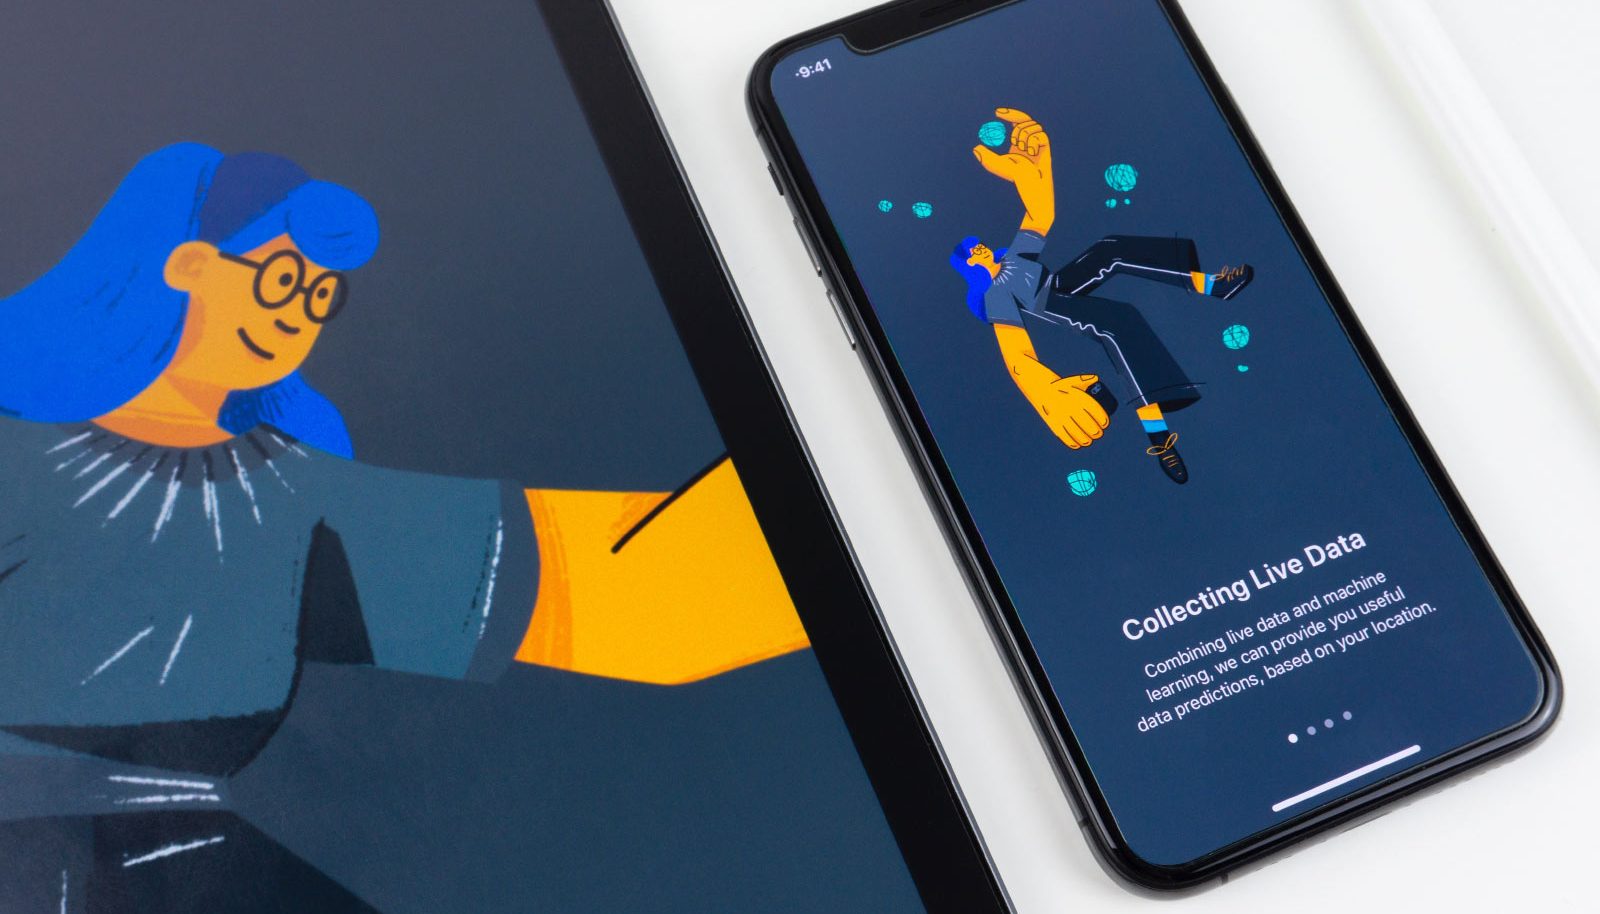 9:41
Collecting Live Data
Combining live data and machine
learning, we can provide you useful
data predictions, based on your location.